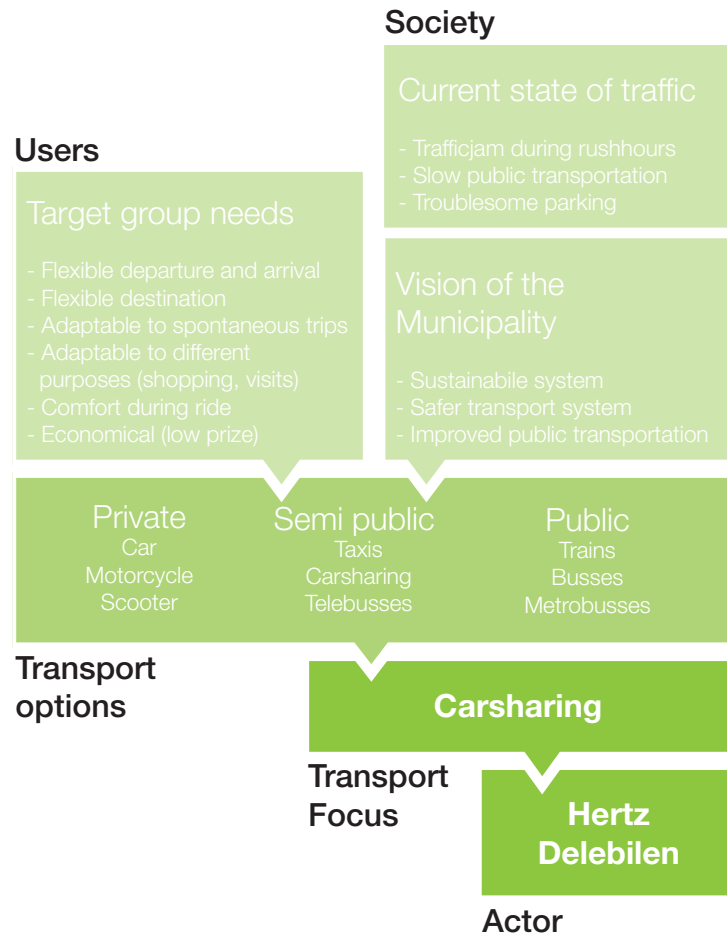 Society
Current state of traffic
- Trafficjam during rushhours
- Slow public transportation
- Troublesome parking
Users
Target group needs
- Flexible departure and arrival
- Flexible destination
- Adaptable to spontaneous trips
- Adaptable to different
purposes (shopping, visits)
- Comfort during ride
- Economical (low prize)
Vision of the
Municipality
- Sustainabile system
- Safer transport system
- Improved public transportation
Private
Car
Motorcycle
Scooter
Semi public
Taxis
Carsharing
Telebusses
Public
Trains
Busses
Metrobusses
Transport
options
Carsharing
Transport
Focus
Hertz
Delebilen
Actor